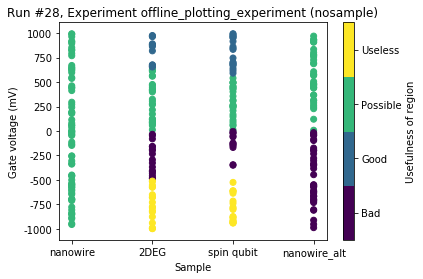 Run #28, Experiment offline_plotting_experiment (nosample)
1000
750
500
250
0
-250
-500
-750
-1000
Gate voltage (mV)
nanowire
2DEG
spin qubit
nanowire_alt
Sample
Useless
Possible
Good
Bad
Usefulness of region